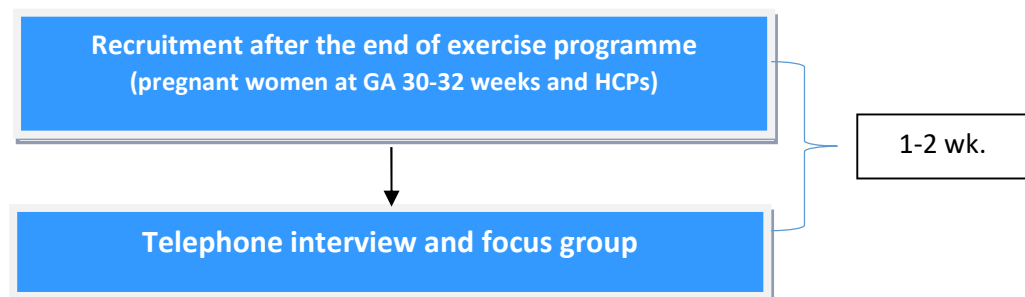 Recruitment after the end of exercise programme
(pregnant women at GA 30-32 weeks and HCPs)
1-2 wk.
Telephone interview and focus group